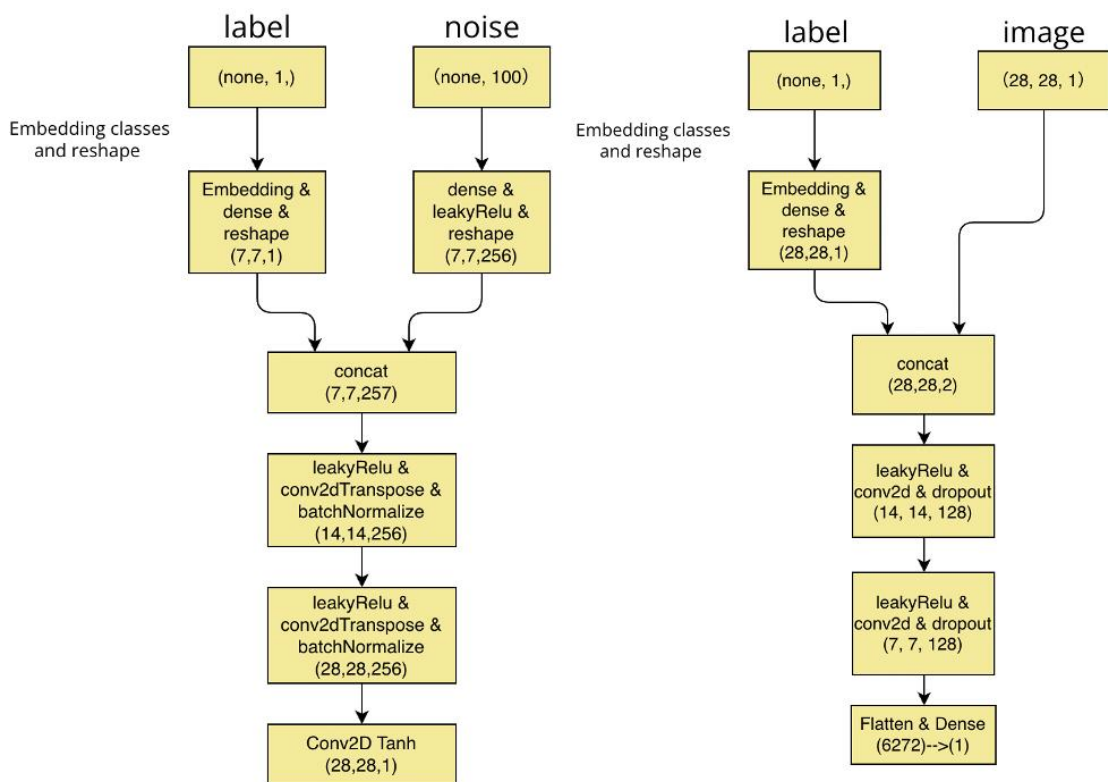 label
noise
(none, 1,)
(none, 100)
Embedding classes
and reshape
Embedding &
dense &
reshape
(7,7,1)
dense &
leakyRelu &
reshape
(7,7,256)
concat
(7,7,257)
leakyRelu &
conv2dTranspose &
batchNormalize
(14,14,256)
leakyRelu &
conv2dTranspose &
batchNormalize
(28,28,256)
Conv2D Tanh
(28,28,1)
label
image
(none, 1,)
(28, 28, 1)
Embedding classes
and reshape
Embedding &
dense &
reshape
(28,28,1)
concat
(28,28,2)
leakyRelu &
conv2d & dropout
(14, 14, 128)
leakyRelu &
conv2d & dropout
(7, 7, 128)
Flatten & Dense
(6272)-->(1)